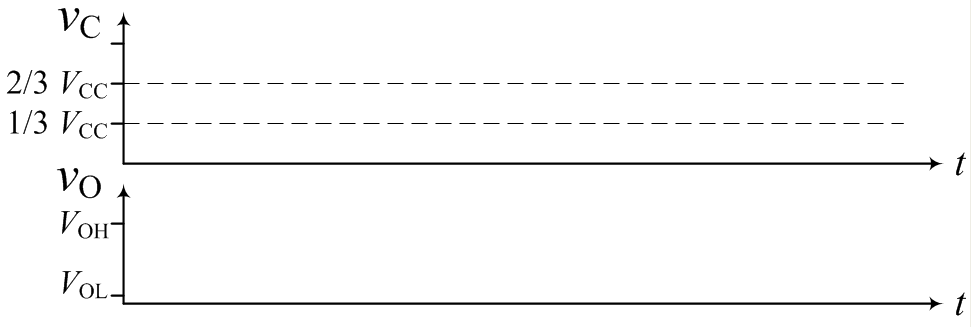 vC
2/3 VCC
1/3 VCC
t
vO
VOH
VOL
t